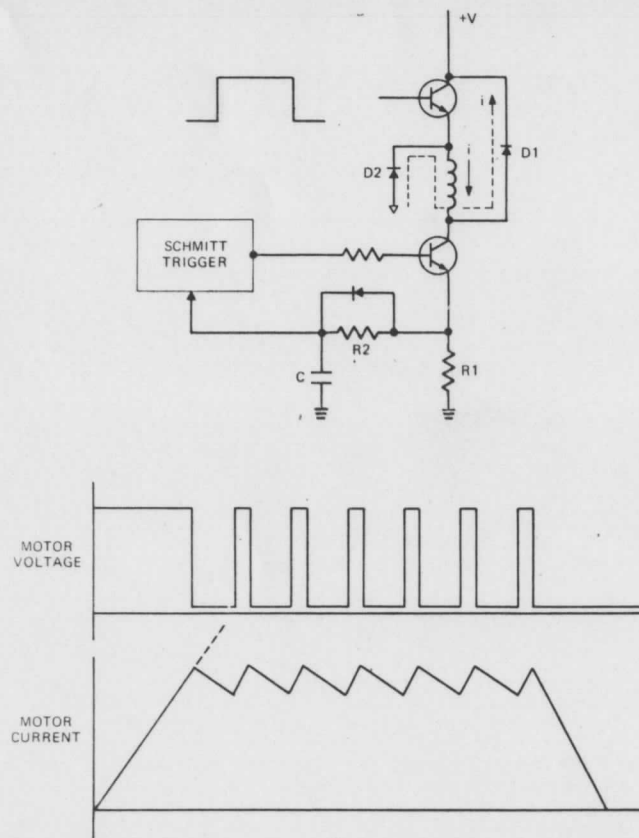 +V
i
i
D1
D2
SCHMITT
TRIGGER
R2
R1
C
MOTOR
VOLTAGE
MOTOR
CURRENT